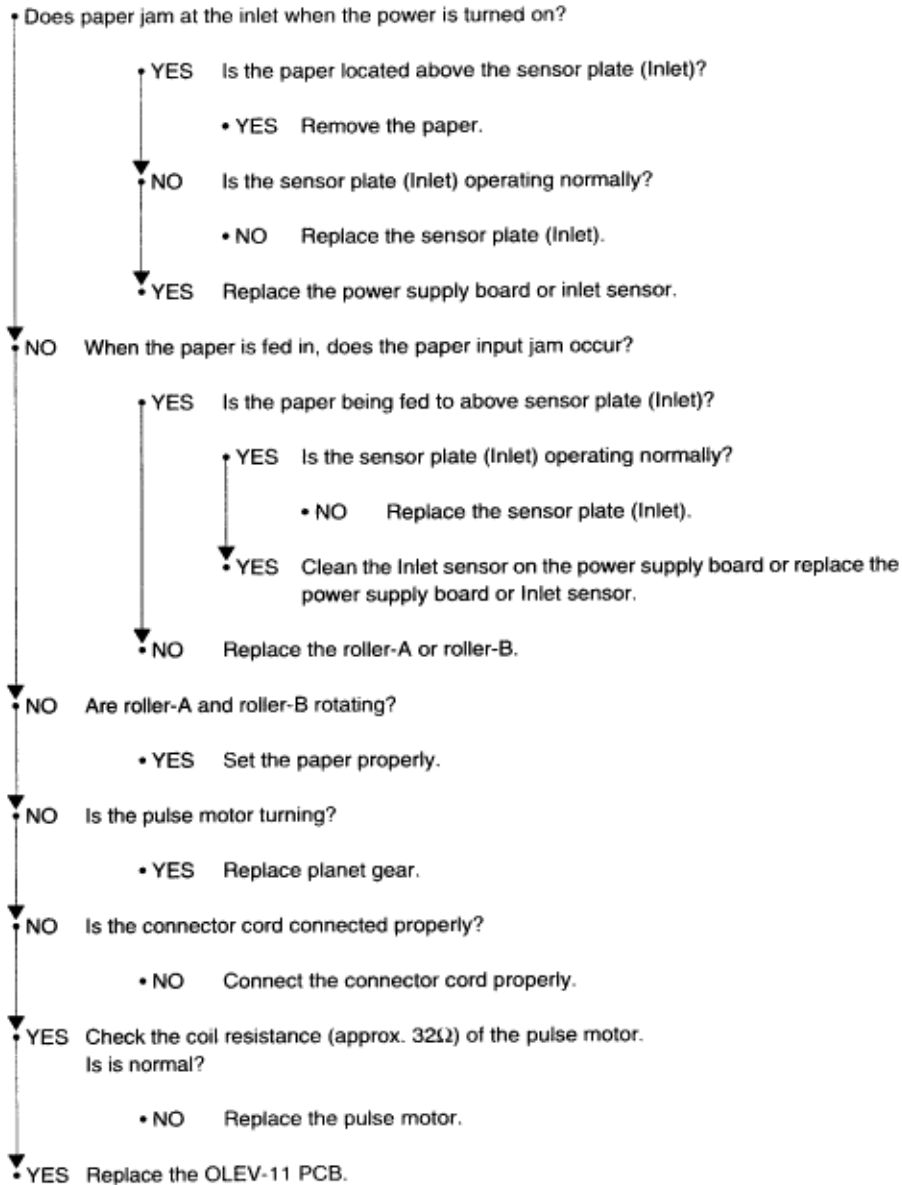 • Does paper jam at the inlet when the power is turned on?
• YES Is the paper located above the sensor plate (Inlet)?
• YES Remove the paper.
• NO Is the sensor plate (Inlet) operating normally?
• NO Replace the sensor plate (Inlet).
• YES Replace the power supply board or inlet sensor.
• NO When the paper is fed in, does the paper input jam occur?
• YES Is the paper being fed to above sensor plate (Inlet)?
• YES Is the sensor plate (Inlet) operating normally?
• NO Replace the sensor plate (Inlet).
• YES Clean the Inlet sensor on the power supply board or replace the
power supply board or Inlet sensor.
• NO Replace the roller-A or roller-B.
• NO Are roller-A and roller-B rotating?
• YES Set the paper properly.
• NO Is the pulse motor turning?
• YES Replace planet gear.
• NO Is the connector cord connected properly?
• NO Connect the connector cord properly.
• YES Check the coil resistance (approx. 32Ω) of the pulse motor.
Is is normal?
• NO Replace the pulse motor.
• YES Replace the OLEV-11 PCB.